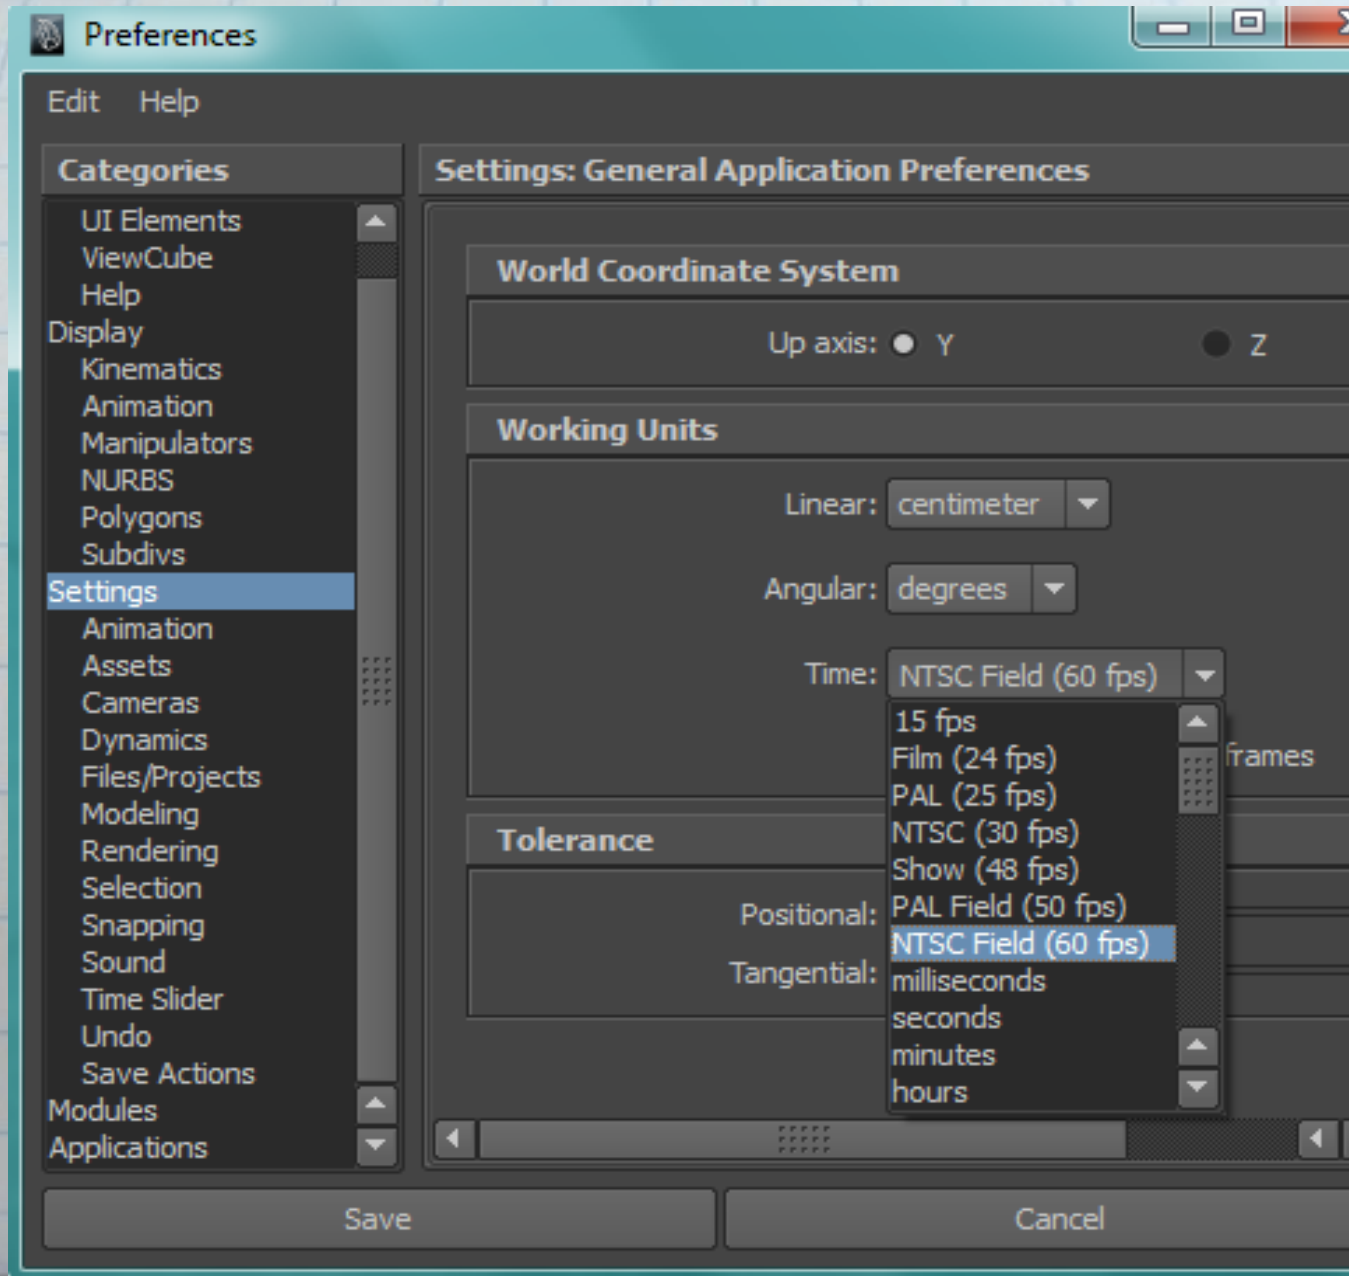 Preferences
Edit Help
Categories
UI Elements
ViewCube
Help
Display
Kinematics
Animation
Manipulators
NURBS
Polygons
Subdivs
Settings
Animation
Assets
Cameras
Dynamics
Files/Projects
Modeling
Rendering
Selection
Snapping
Sound
Time Slider
Undo
Save Actions
Modules
Applications
Settings: General Application Preferences
World Coordinate System
Up axis: Y Z
Working Units
Linear: centimeter
Angular: degrees
Time: NTSC Field (60 fps)
15 fps
Film (24 fps)
frames
PAL (25 fps)
NTSC (30 fps)
Show (48 fps)
PAL Field (50 fps)
NTSC Field (60 fps)
milliseconds
seconds
minutes
hours
Tolerance
Positional:
Tangential:
Save Cancel